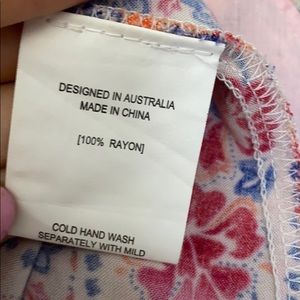 DESIGNED IN AUSTRALIA
MADE IN CHINA
[100% RAYON]
COLD HAND WASH
SEPARATELY WITH MILD